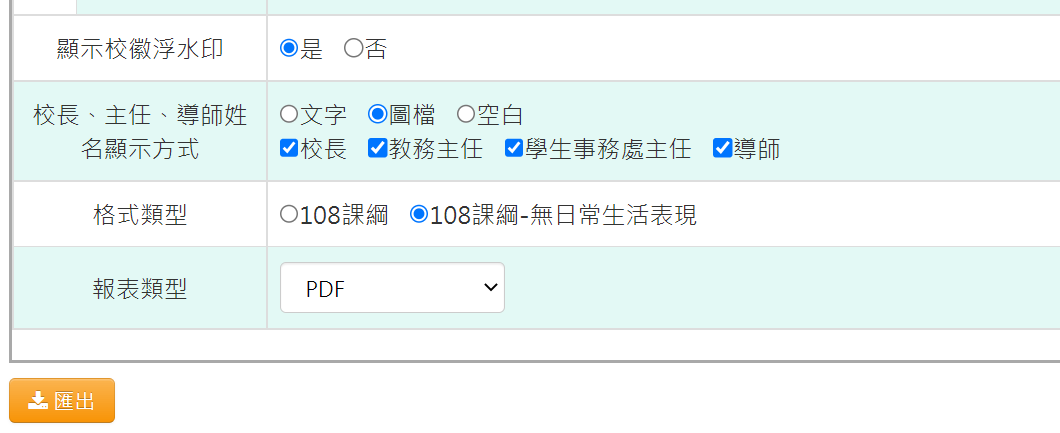 顯示校徽浮水印 是 否
校長、主任、導師姓名顯示方式
文字 圖檔 空白
校長 教務主任 學生事務處主任 導師
格式類型 108課綱 108課綱-無日常生活表現
報表類型 PDF
匯出